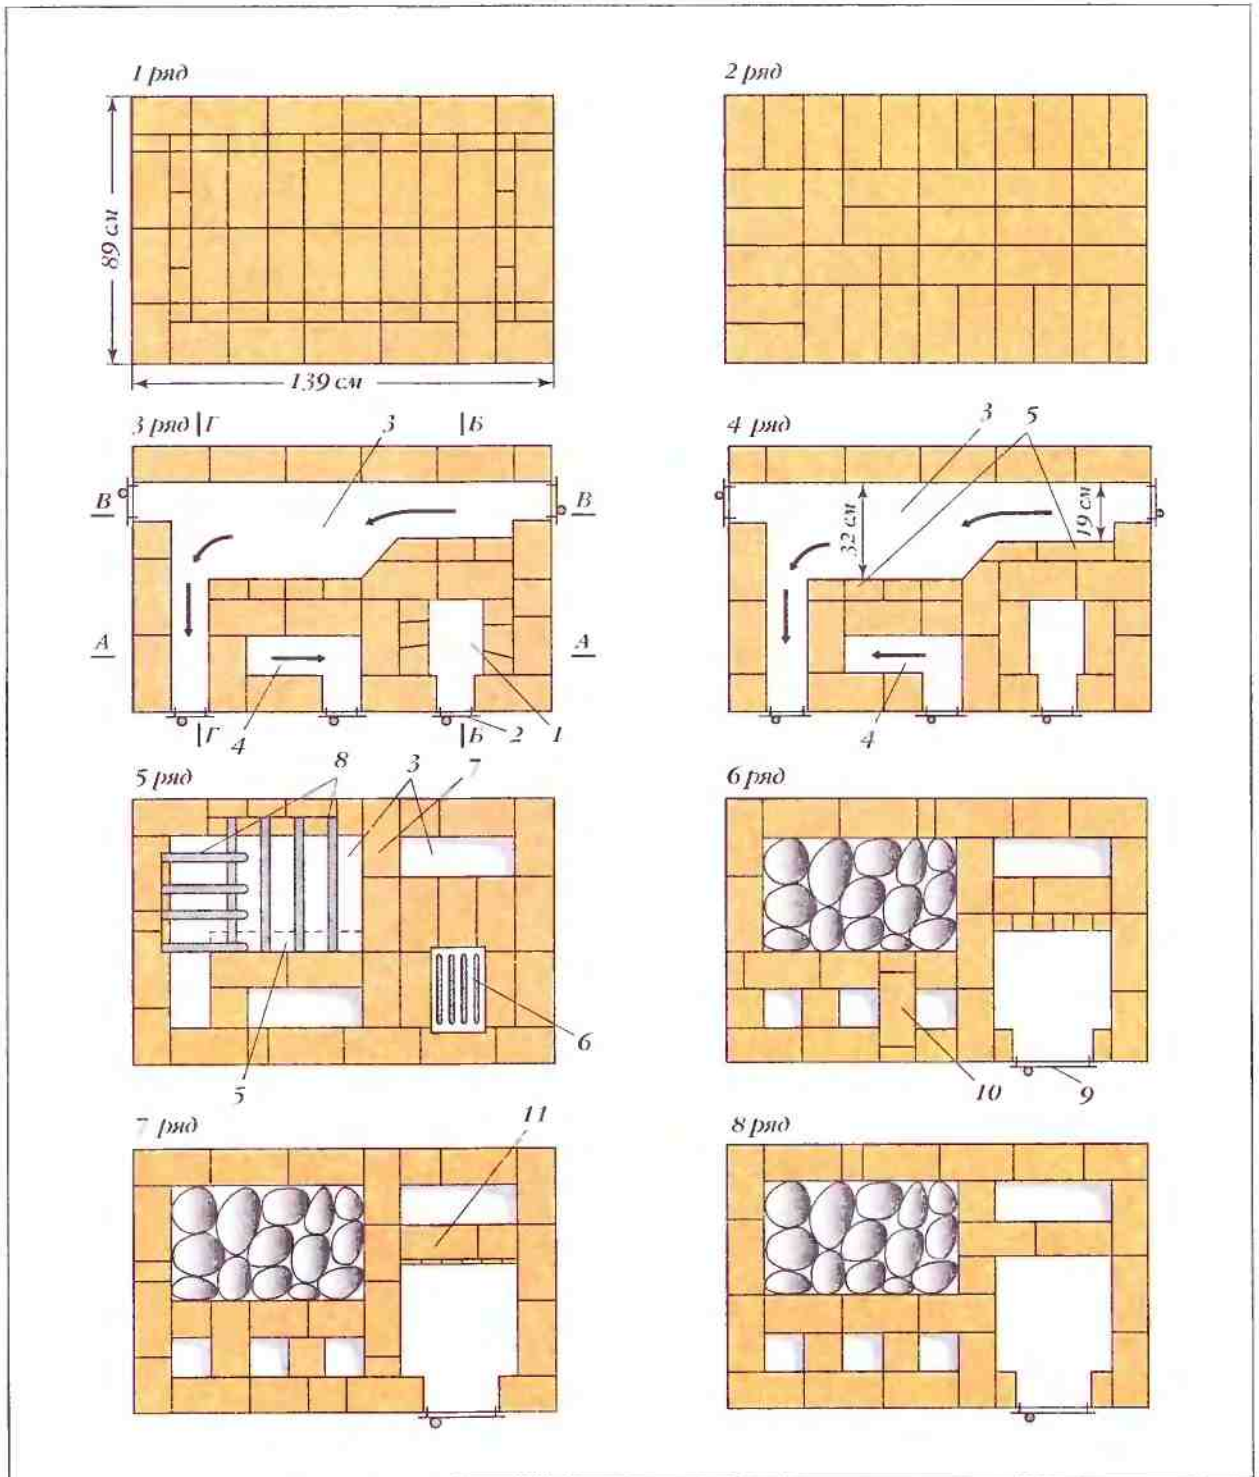 1 ряд
2 ряд
89 см
139 см
3 ряд Г 3 Б
4 ряд 3 5
В В
32 см 19 см
А А
Г 4 Б 2 1
4
5 ряд 8 3 7
6 ряд
6
5
10 9
7 ряд 11
8 ряд